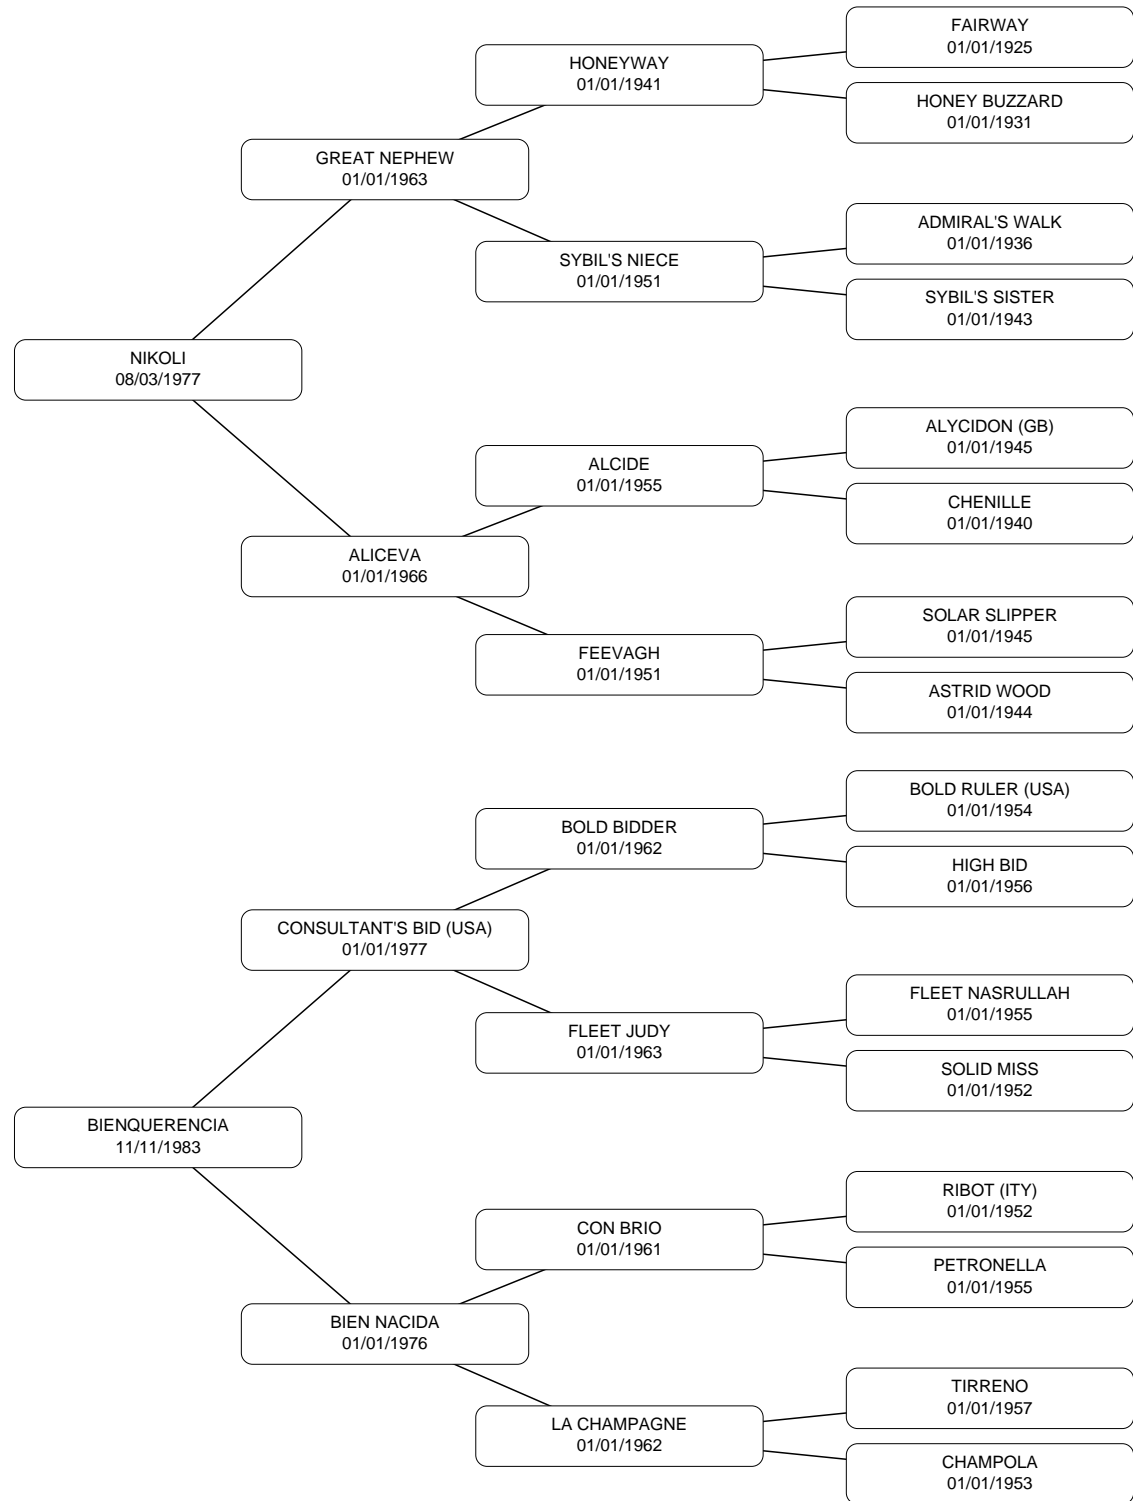 FAIRWAY
01/01/1925
HONEYWAY
01/01/1941
HONEY BUZZARD
01/01/1931
GREAT NEPHEW
01/01/1963
ADMIRAL'S WALK
01/01/1936
SYBIL'S NIECE
01/01/1951
SYBIL'S SISTER
01/01/1943
NIKOLI
08/03/1977
ALYCIDON (GB)
01/01/1945
ALCIDE
01/01/1955
CHENILLE
01/01/1940
ALICEVA
01/01/1966
SOLAR SLIPPER
01/01/1945
FEEVAGH
01/01/1951
ASTRID WOOD
01/01/1944
BOLD RULER (USA)
01/01/1954
BOLD BIDDER
01/01/1962
HIGH BID
01/01/1956
CONSULTANT'S BID (USA)
01/01/1977
FLEET NASRULLAH
01/01/1955
FLEET JUDY
01/01/1963
SOLID MISS
01/01/1952
BIENQUERENCIA
11/11/1983
RIBOT (ITY)
01/01/1952
CON BRIO
01/01/1961
PETRONELLA
01/01/1955
BIEN NACIDA
01/01/1976
TIRRENO
01/01/1957
LA CHAMPAGNE
01/01/1962
CHAMPOLA
01/01/1953